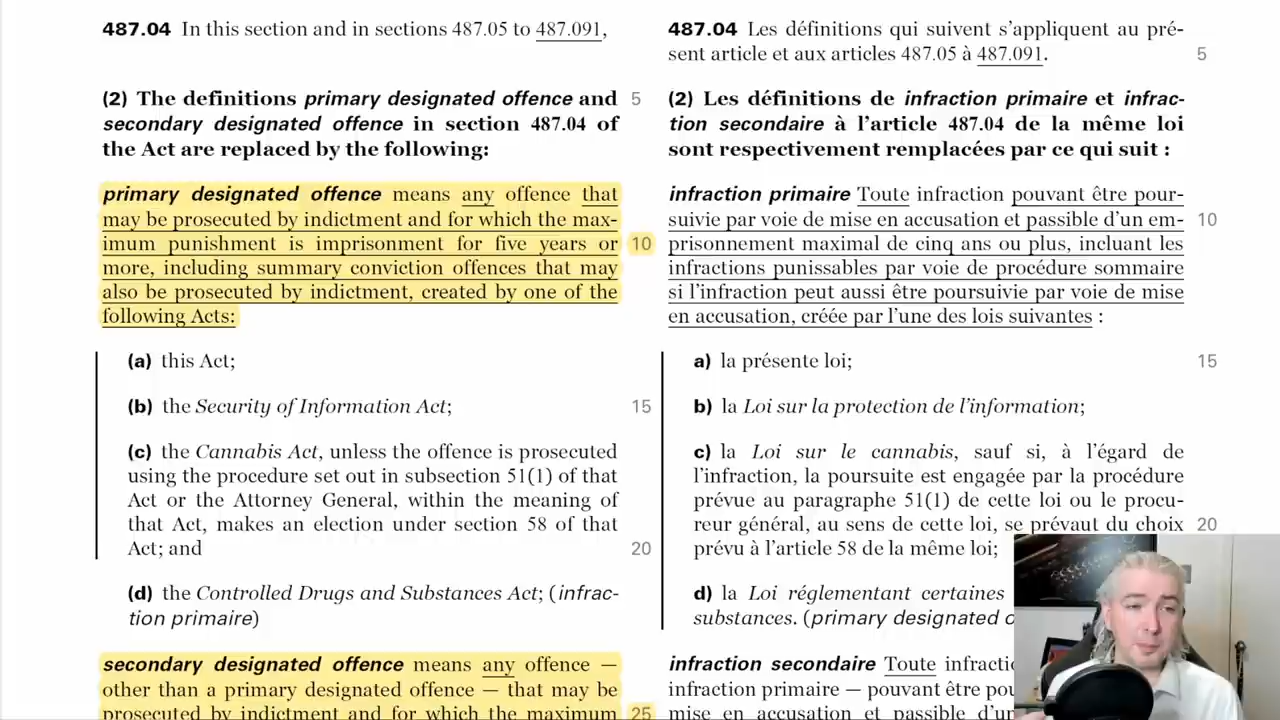 487.04 In this section and in sections 487.05 to 487.091,
(2) The definitions primary designated offence and 5
secondary designated offence in section 487.04 of
the Act are replaced by the following:
primary designated offence means any offence that
may be prosecuted by indictment and for which the max-
imum punishment is imprisonment for five years or 10
more, including summary conviction offences that may
also be prosecuted by indictment, created by one of the
following Acts:
(a) this Act;
(b) the Security of Information Act; 15
(c) the Cannabis Act, unless the offence is prosecuted
using the procedure set out in subsection 51(1) of that
Act or the Attorney General, within the meaning of
that Act, makes an election under section 58 of that
Act; and 20
(d) the Controlled Drugs and Substances Act; (infrac-
tion primaire)
secondary designated offence means any offence —
other than a primary designated offence — that may be
prosecuted by indictment and for which the maximum 25
487.04 Les définitions qui suivent s'appliquent au pré-
sent article et aux articles 487.05 à 487.091. 5
(2) Les définitions de infraction primaire et infrac-
tion secondaire à l'article 487.04 de la même loi
sont respectivement remplacées par ce qui suit :
infraction primaire Toute infraction pouvant être pour-
suivie par voie de mise en accusation et passible d'un em- 10
prisonnement maximal de cinq ans ou plus, incluant les
infractions punissables par voie de procédure sommaire
si l'infraction peut aussi être poursuivie par voie de mise
en accusation, créée par l'une des lois suivantes :
a) la présente loi; 15
b) la Loi sur la protection de l'information;
c) la Loi sur le cannabis, sauf si, à l'égard de
l'infraction, la poursuite est engagée par la procédure
prévue au paragraphe 51(1) de cette loi ou le procu-
reur général, au sens de cette loi, se prévaut du choix 20
prévu à l'article 58 de la même loi;
d) la Loi réglementant certaines
substances. (primary designated o
infraction secondaire Toute infracti
infraction primaire — pouvant être pou
mise en accusation et passible d'un